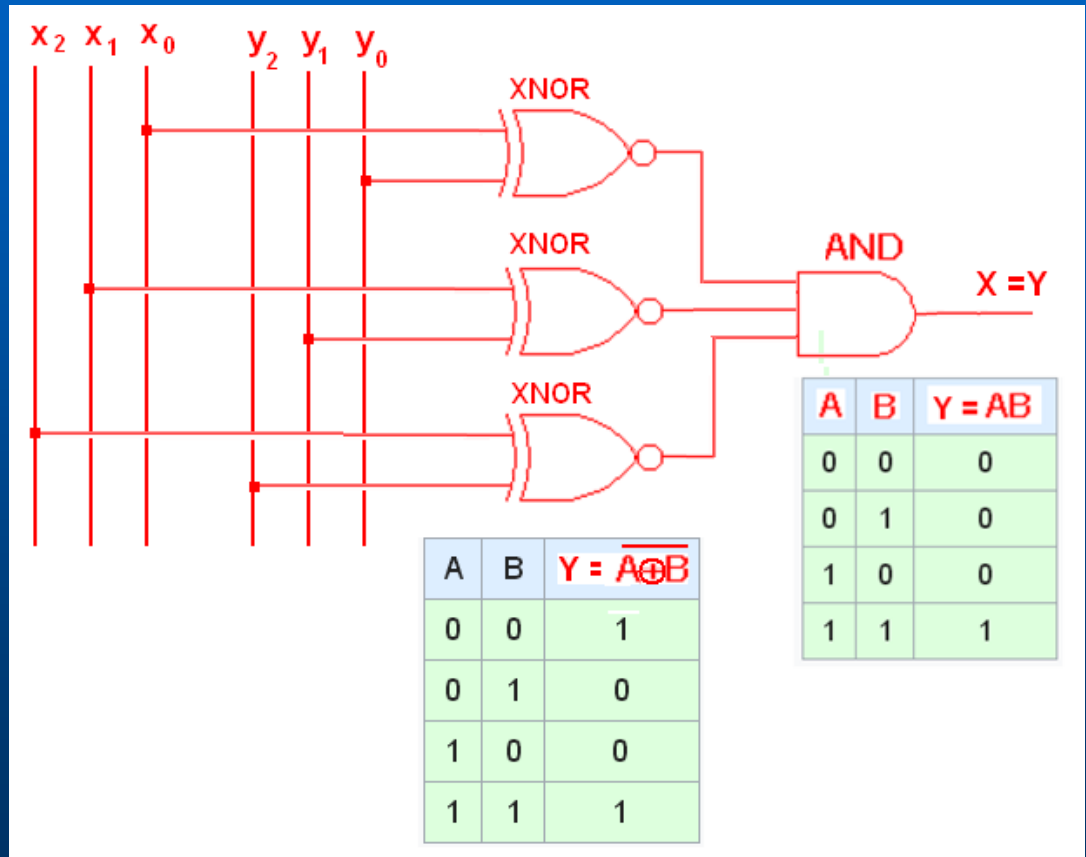 x₂ x₁ x₀ y₂ y₁ y₀
XNOR
XNOR
AND
X =Y
XNOR
A B Y = AB
0 0 0
0 1 0
1 0 0
1 1 1
A B Y = A⊕B̅
0 0 1
0 1 0
1 0 0
1 1 1